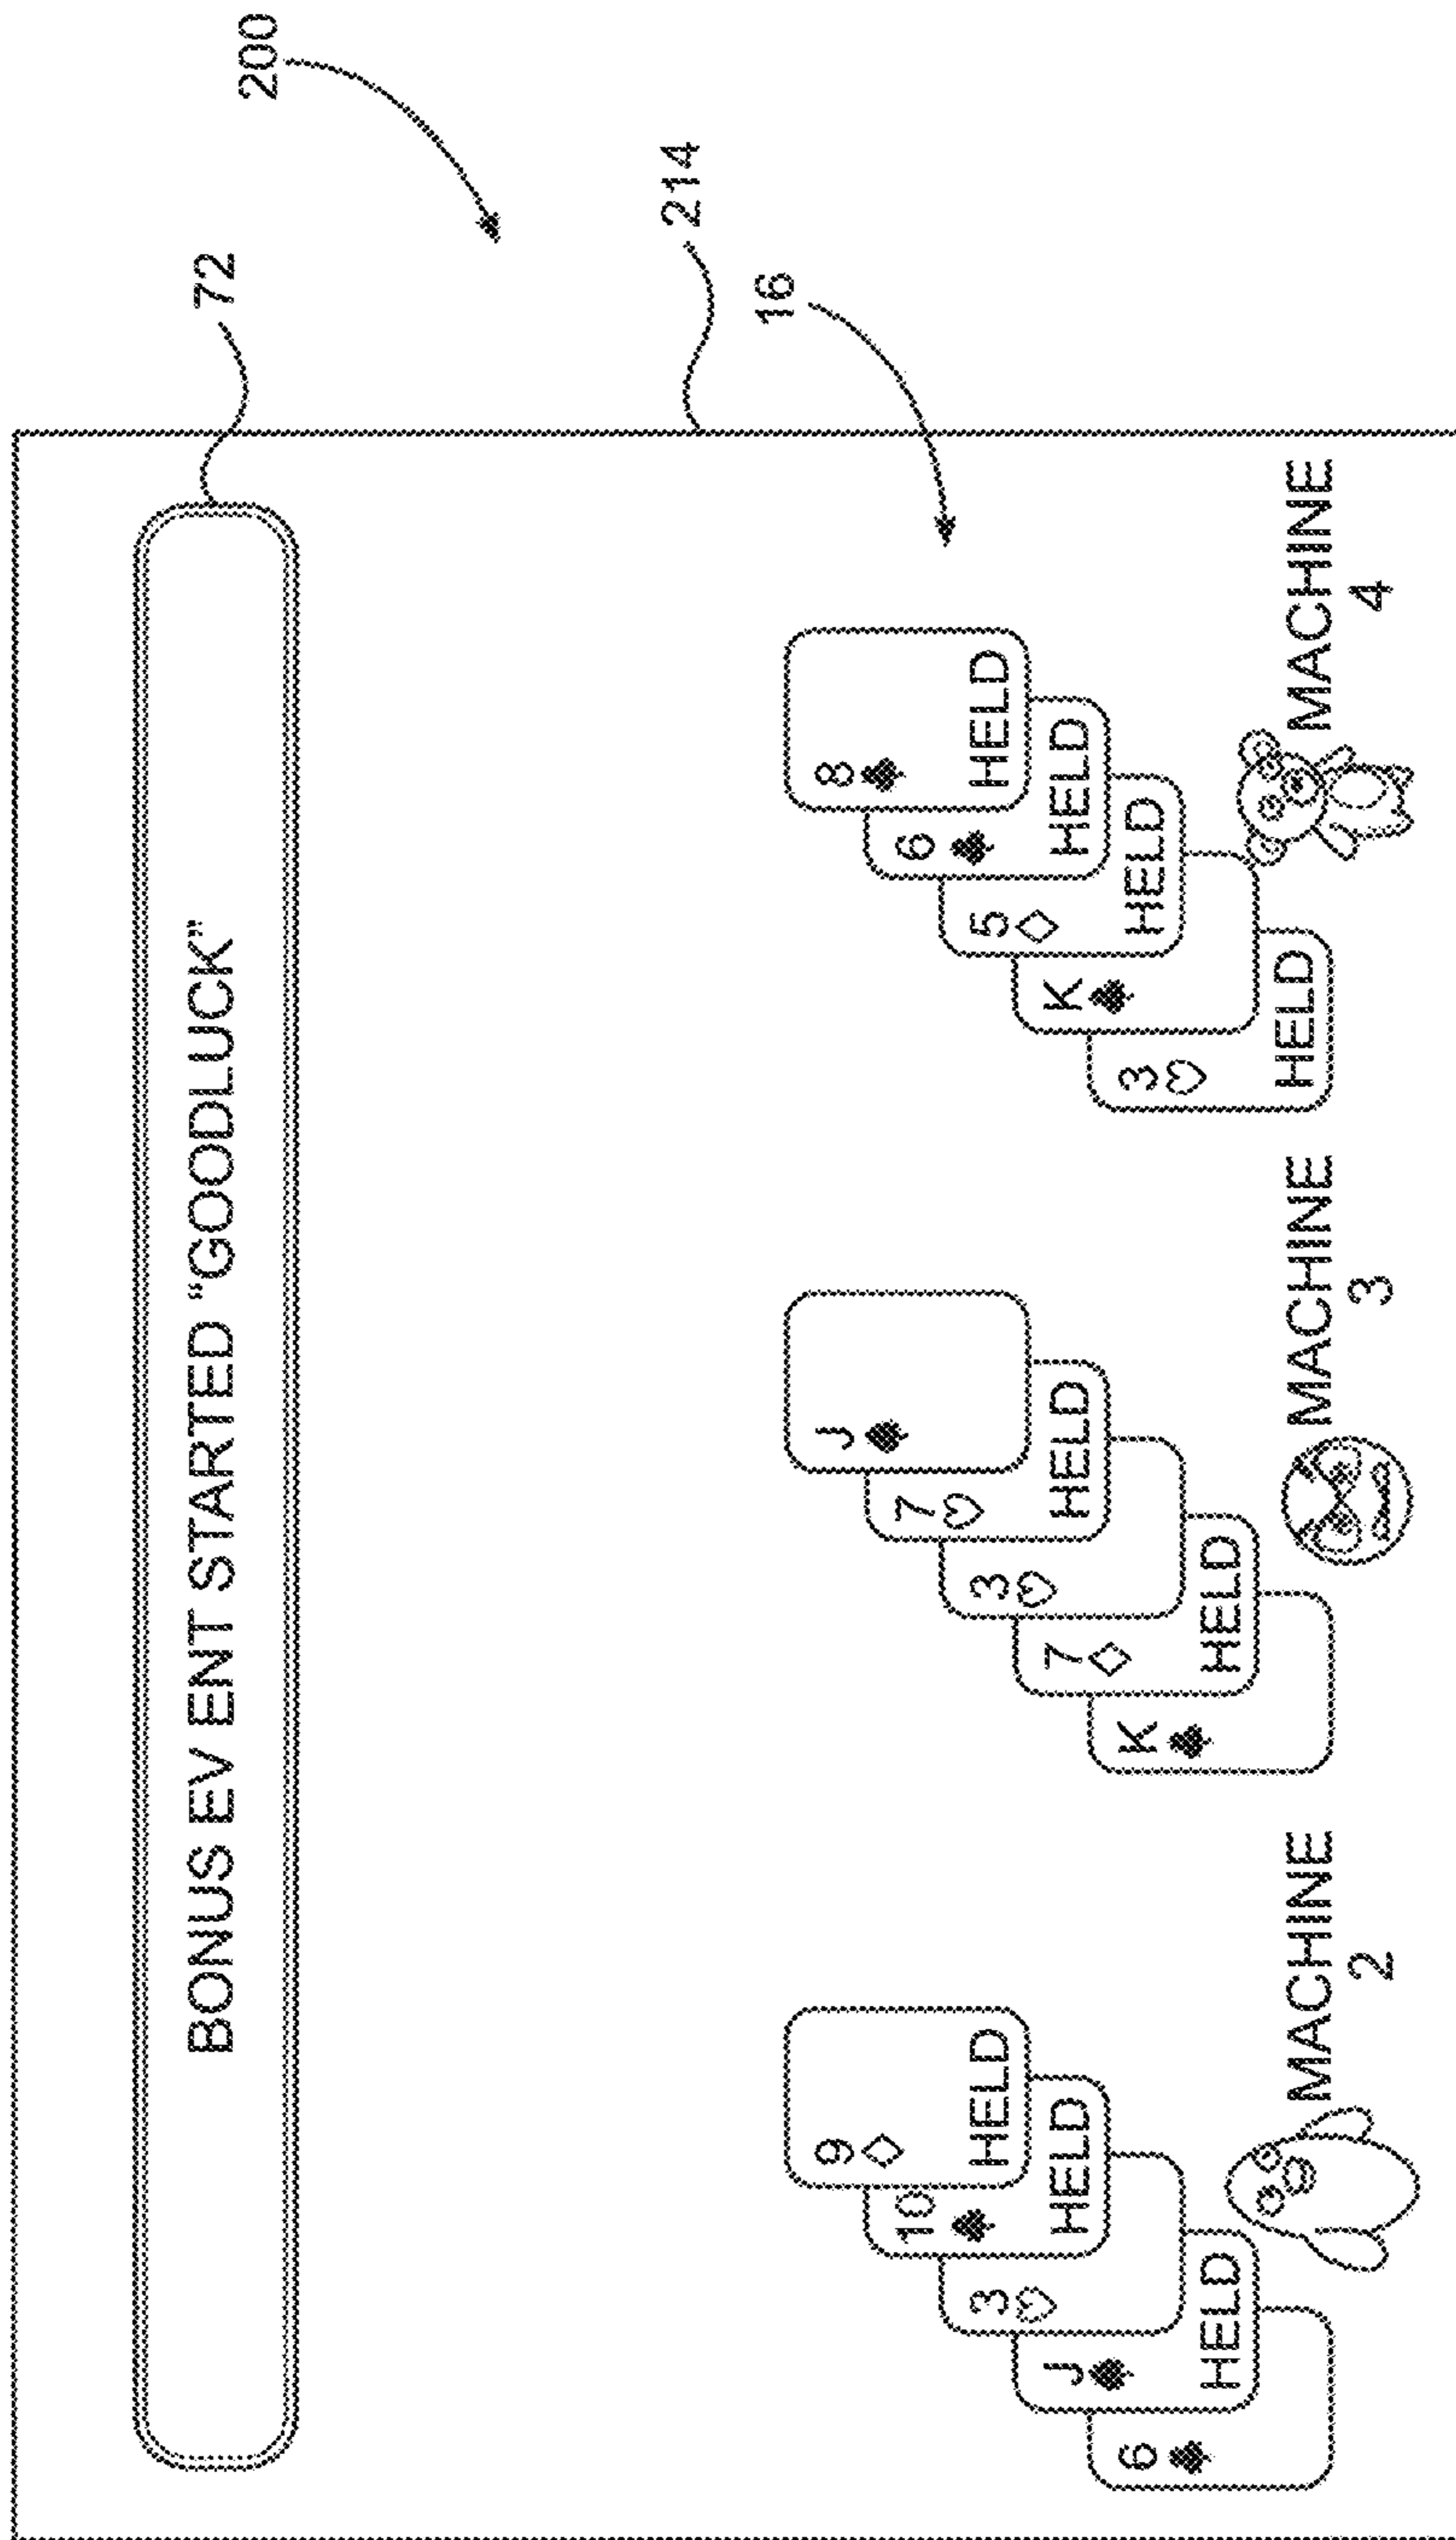 200
72
BONUS EV ENT STARTED "GOODLUCK"
214
16
9
10
3
J
6
HELD
HELD
HELD
MACHINE
2
J
7
3
7
K
HELD
HELD
MACHINE
3
8
6
5
K
3
HELD
HELD
HELD
HELD
MACHINE
4